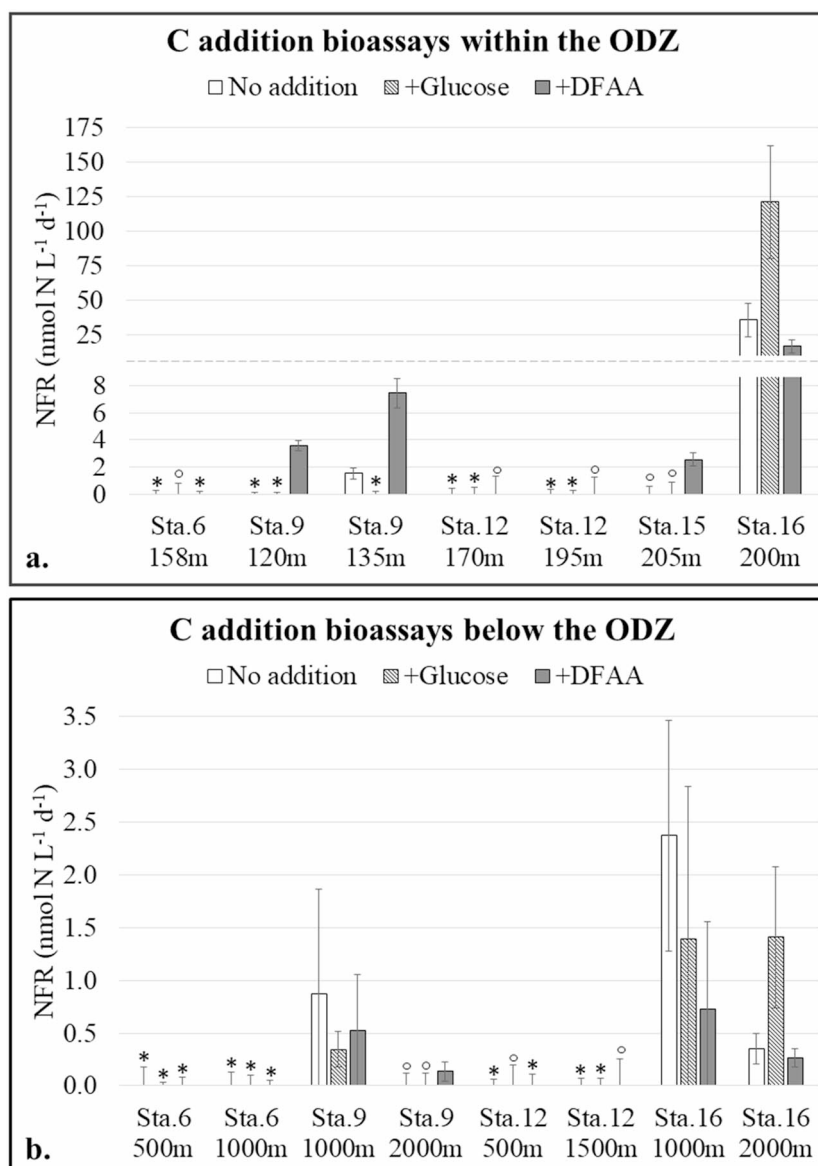 C addition bioassays within the ODZ
No addition +Glucose +DFAA
NFR (nmol N L⁻¹ d⁻¹)
175
150
125
100
75
50
25
8
6
4
2
0
* ○ * * * * * * ○ * * ○ ○ ○
Sta.6 Sta.9 Sta.9 Sta.12 Sta.12 Sta.15 Sta.16
158m 120m 135m 170m 195m 205m 200m
a.
C addition bioassays below the ODZ
No addition +Glucose +DFAA
NFR (nmol N L⁻¹ d⁻¹)
3.5
3.0
2.5
2.0
1.5
1.0
0.5
0.0
* * * * * * ○ ○ * ○ * * * ○
Sta.6 Sta.6 Sta.9 Sta.9 Sta.12 Sta.12 Sta.16 Sta.16
500m 1000m 1000m 2000m 500m 1500m 1000m 2000m
b.